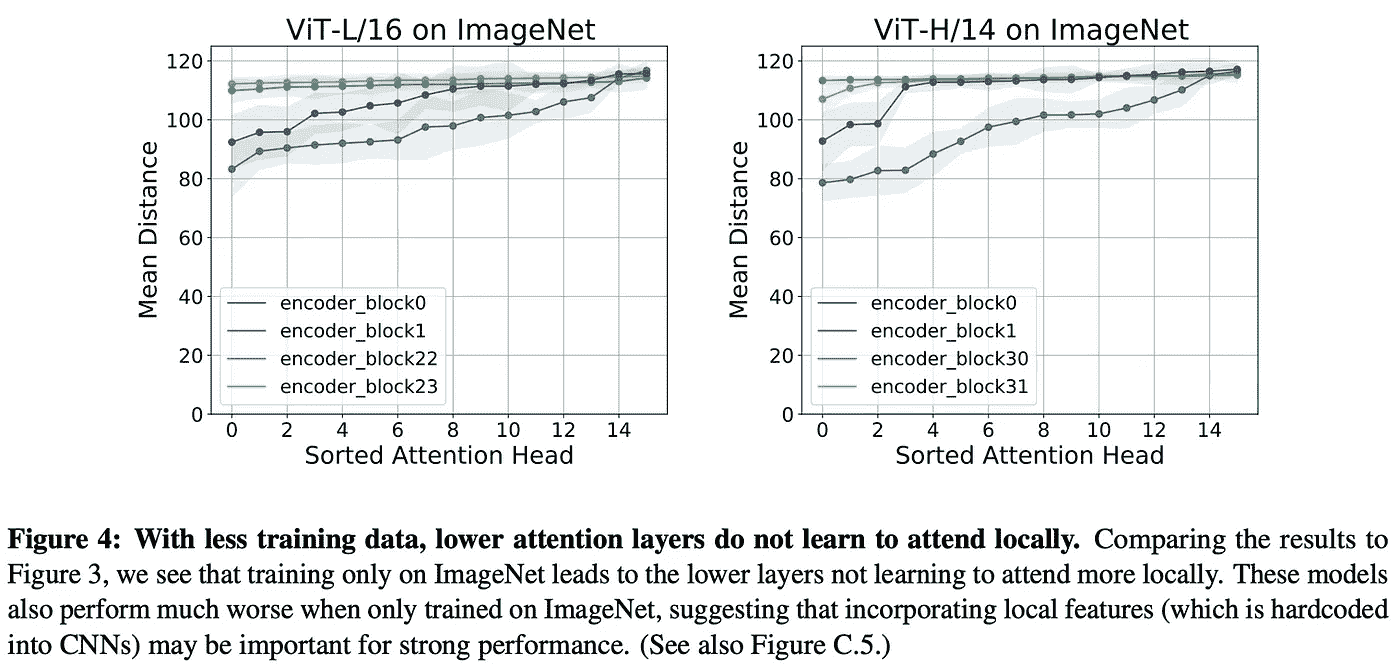 ViT-L/16 on ImageNet
120
100
80
60
40
20
0
Mean Distance
encoder_block0
encoder_block1
encoder_block22
encoder_block23
0 2 4 6 8 10 12 14
Sorted Attention Head
ViT-H/14 on ImageNet
120
100
80
60
40
20
0
Mean Distance
encoder_block0
encoder_block1
encoder_block30
encoder_block31
0 2 4 6 8 10 12 14
Sorted Attention Head
Figure 4: With less training data, lower attention layers do not learn to attend locally. Comparing the results to
Figure 3, we see that training only on ImageNet leads to the lower layers not learning to attend more locally. These models
also perform much worse when only trained on ImageNet, suggesting that incorporating local features (which is hardcoded
into CNNs) may be important for strong performance. (See also Figure C.5.)